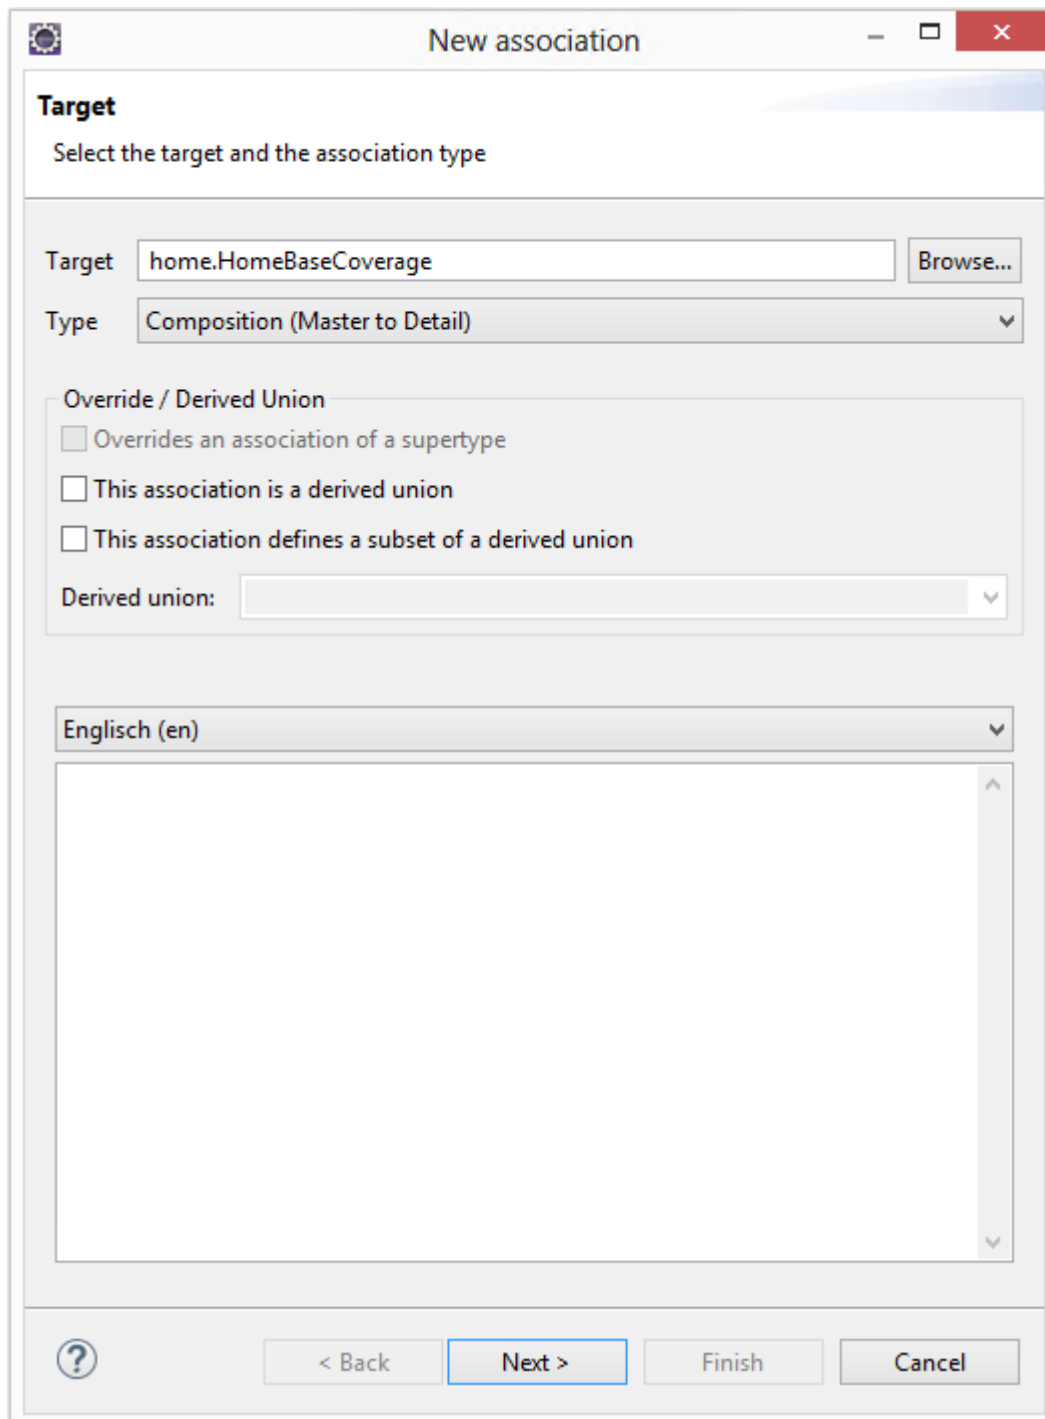 New association
Target
Select the target and the association type
Target home.HomeBaseCoverage Browse...
Type Composition (Master to Detail)
Override / Derived Union
Overrides an association of a supertype
This association is a derived union
This association defines a subset of a derived union
Derived union:
Englisch (en)
? < Back Next > Finish Cancel